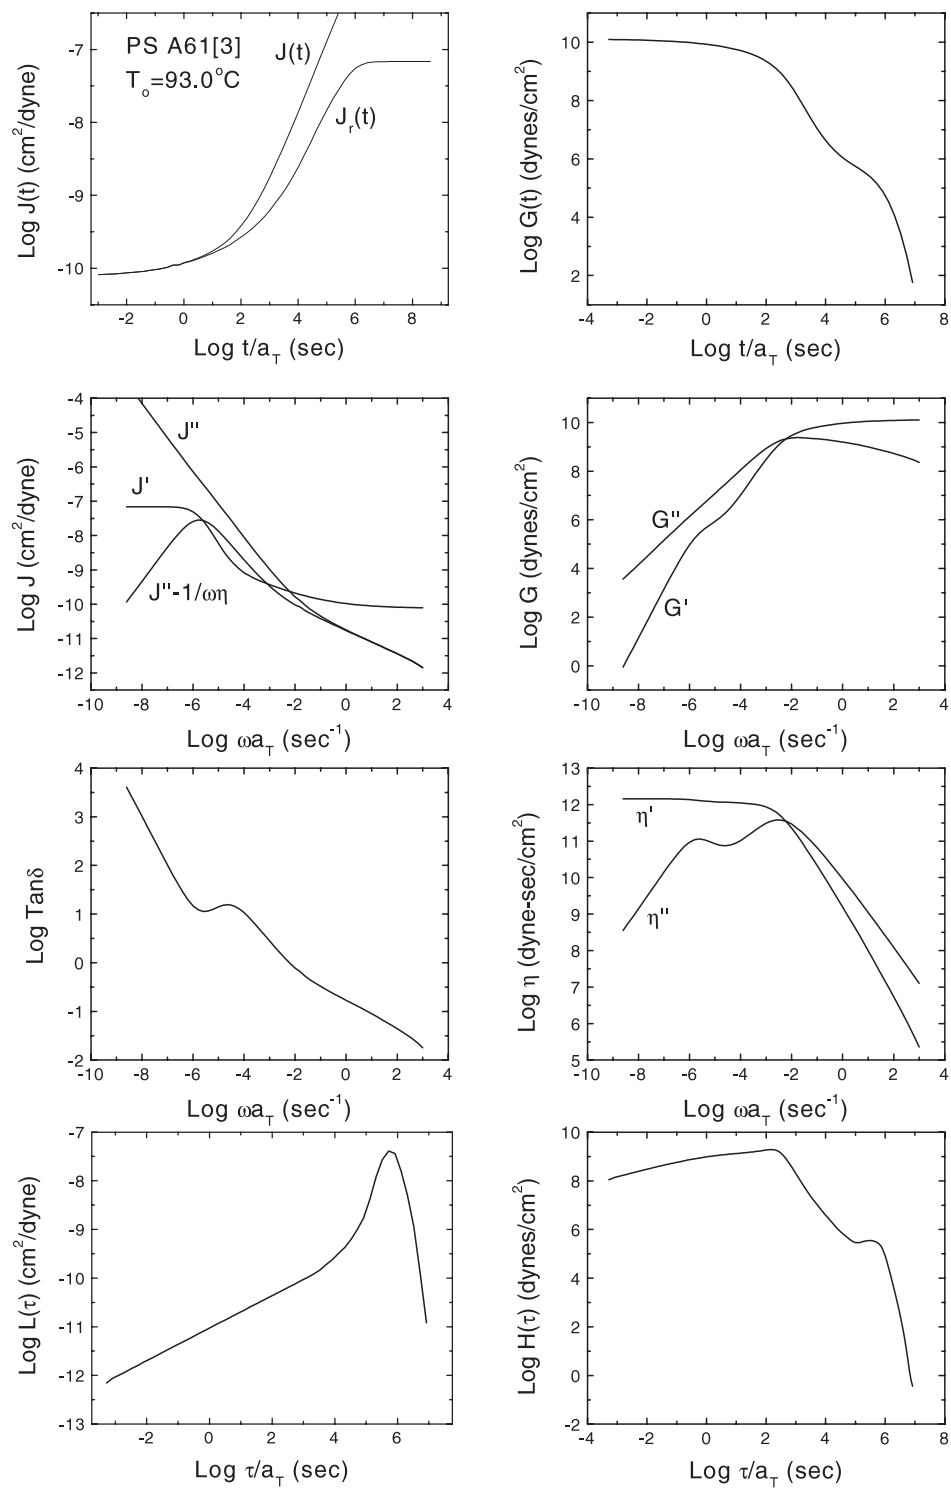 PS A61[3]
Tₒ=93.0°C
J(t)
Jᵣ(t)
Log J(t) (cm²/dyne)
-7
-8
-9
-10
-2 0 2 4 6 8
Log t/a_T (sec)
Log G(t) (dynes/cm²)
10
8
6
4
2
-4 -2 0 2 4 6 8
Log t/a_T (sec)
Log J (cm²/dyne)
-4
-5
-6
-7
-8
-9
-10
-11
-12
J"
J'
J"-1/ωη
-10 -8 -6 -4 -2 0 2 4
Log ωa_T (sec⁻¹)
Log G (dynes/cm²)
10
8
6
4
2
0
G"
G'
-10 -8 -6 -4 -2 0 2 4
Log ωa_T (sec⁻¹)
Log Tanδ
4
3
2
1
0
-1
-2
-10 -8 -6 -4 -2 0 2 4
Log ωa_T (sec⁻¹)
Log η (dyne-sec/cm²)
13
12
11
10
9
8
7
6
5
η'
η"
-10 -8 -6 -4 -2 0 2 4
Log ωa_T (sec⁻¹)
Log L(τ) (cm²/dyne)
-7
-8
-9
-10
-11
-12
-13
-4 -2 0 2 4 6
Log τ/a_T (sec)
Log H(τ) (dynes/cm²)
10
8
6
4
2
0
-2
-4 -2 0 2 4 6 8
Log τ/a_T (sec)